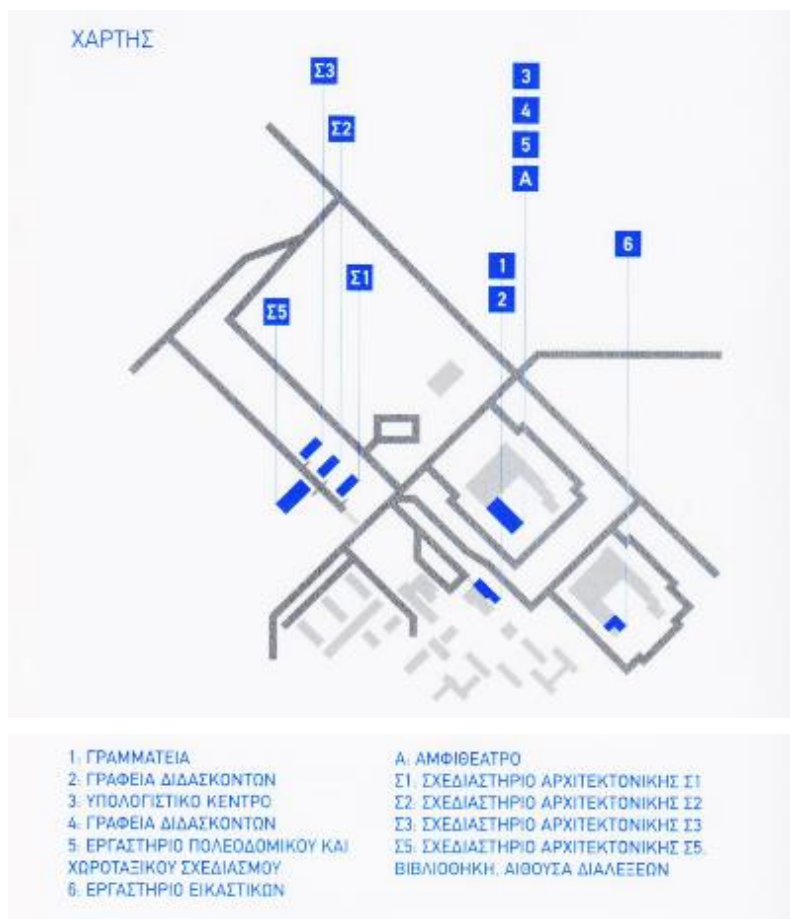 ΧΑΡΤΗΣ
Σ3
3
4
Σ2
5
Α
6
1
Σ1
2
Σ5
1: ΓΡΑΜΜΑΤΕΙΑ
2: ΓΡΑΦΕΙΑ ΔΙΔΑΣΚΟΝΤΩΝ
3: ΥΠΟΛΟΓΙΣΤΙΚΟ ΚΕΝΤΡΟ
4: ΓΡΑΦΕΙΑ ΔΙΔΑΣΚΟΝΤΩΝ
5: ΕΡΓΑΣΤΗΡΙΟ ΠΟΛΕΟΔΟΜΙΚΟΥ ΚΑΙ
ΧΩΡΟΤΑΞΙΚΟΥ ΣΧΕΔΙΑΣΜΟΥ
6: ΕΡΓΑΣΤΗΡΙΟ ΕΙΚΑΣΤΙΚΩΝ
Α: ΑΜΦΙΘΕΑΤΡΟ
Σ1: ΣΧΕΔΙΑΣΤΗΡΙΟ ΑΡΧΙΤΕΚΤΟΝΙΚΗΣ Σ1
Σ2: ΣΧΕΔΙΑΣΤΗΡΙΟ ΑΡΧΙΤΕΚΤΟΝΙΚΗΣ Σ2
Σ3: ΣΧΕΔΙΑΣΤΗΡΙΟ ΑΡΧΙΤΕΚΤΟΝΙΚΗΣ Σ3
Σ5: ΣΧΕΔΙΑΣΤΗΡΙΟ ΑΡΧΙΤΕΚΤΟΝΙΚΗΣ Σ5,
ΒΙΒΛΙΟΘΗΚΗ, ΑΙΘΟΥΣΑ ΔΙΑΛΕΞΕΩΝ